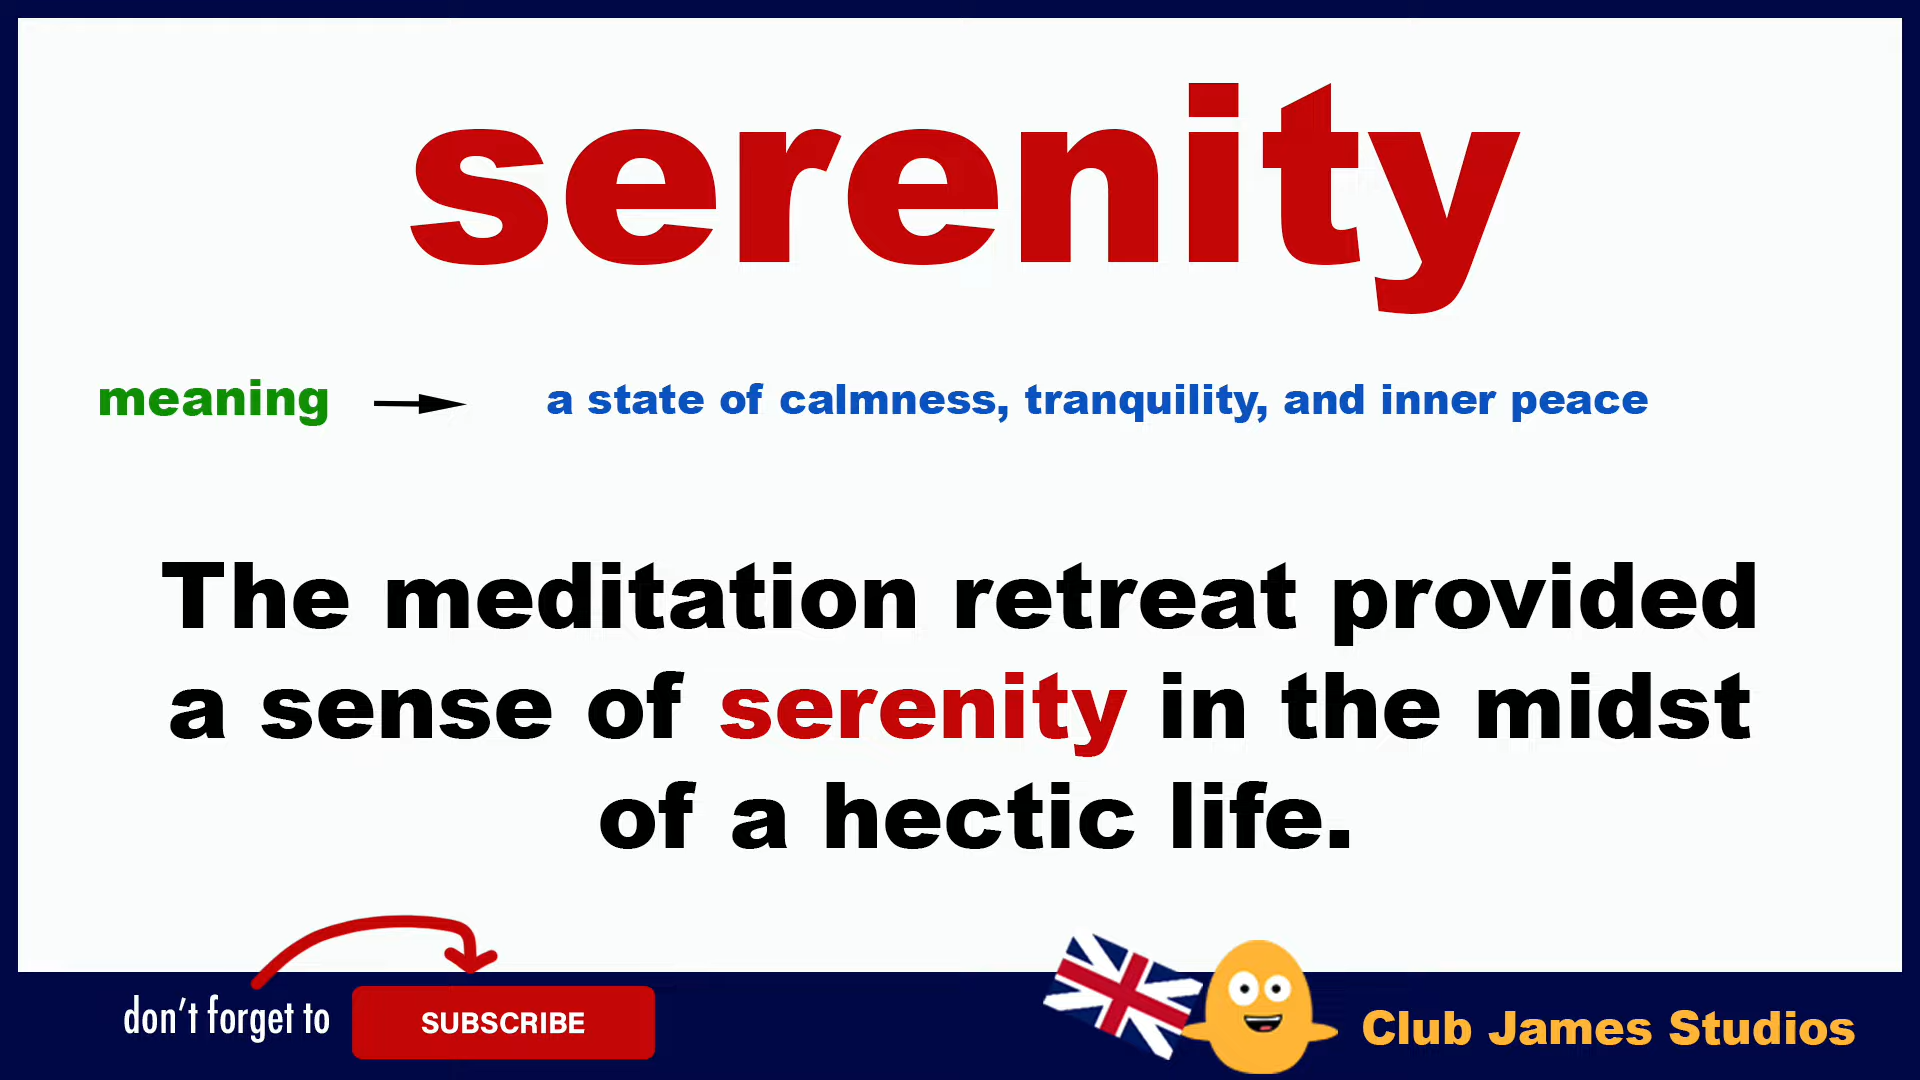 serenity
meaning
a state of calmness, tranquility, and inner peace
The meditation retreat provided
a sense of serenity in the midst
of a hectic life.
don't forget to
SUBSCRIBE
Club James Studios